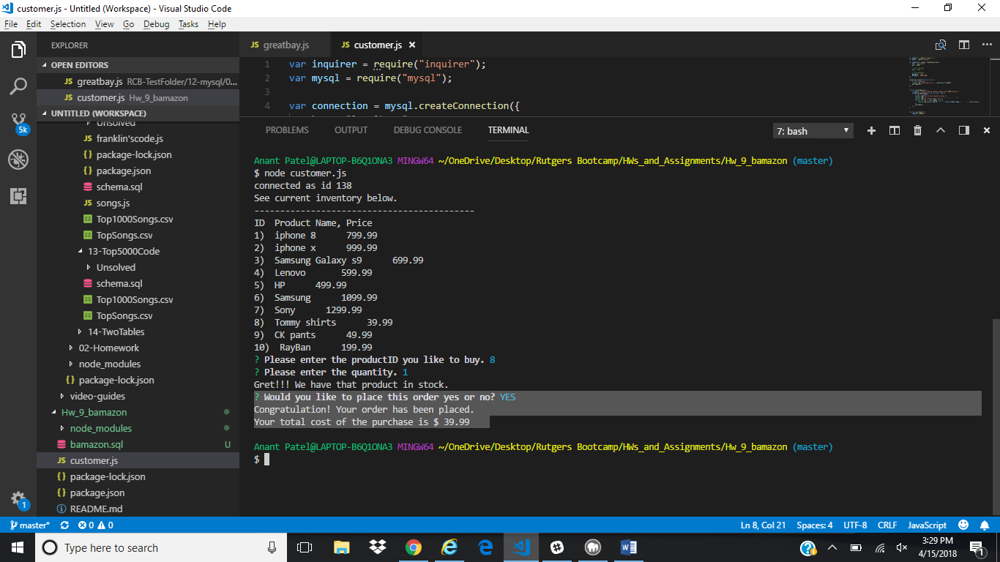 customer.js - Untitled (Workspace) - Visual Studio Code
File Edit Selection View Go Debug Tasks Help
EXPLORER
OPEN EDITORS
JS greatbay.js RCB-TestFolder/12-mysql/0...
JS customer.js Hw_9_bamazon
UNTITLED (WORKSPACE)
Unsolved
JS franklin'scode.js
{} package-lock.json
{} package.json
schema.sql
JS songs.js
Top1000Songs.csv
TopSongs.csv
13-Top5000Code
Unsolved
schema.sql
Top1000Songs.csv
TopSongs.csv
14-TwoTables
02-Homework
node_modules
{} package-lock.json
video-guides
Hw_9_bamazon
node_modules
bamazon.sql U
JS customer.js
{} package-lock.json
{} package.json
README.md
5k
1
JS greatbay.js JS customer.js
1 var inquirer = require("inquirer");
2 var mysql = require("mysql");
3
4 var connection = mysql.createConnection({
PROBLEMS OUTPUT DEBUG CONSOLE TERMINAL 7: bash
Anant Patel@LAPTOP-B6Q1ONA3 MINGW64 ~/OneDrive/Desktop/Rutgers Bootcamp/HWs_and_Assignments/Hw_9_bamazon (master)
$ node customer.js
connected as id 138
See current inventory below.
-------------------------------------------
ID Product Name, Price
1) iphone 8 799.99
2) iphone x 999.99
3) Samsung Galaxy s9 699.99
4) Lenovo 599.99
5) HP 499.99
6) Samsung 1099.99
7) Sony 1299.99
8) Tommy shirts 39.99
9) CK pants 49.99
10) RayBan 199.99
? Please enter the productID you like to buy. 8
? Please enter the quantity. 1
Gret!!! We have that product in stock.
? Would you like to place this order yes or no? YES
Congratulation! Your order has been placed.
Your total cost of the purchase is $ 39.99
Anant Patel@LAPTOP-B6Q1ONA3 MINGW64 ~/OneDrive/Desktop/Rutgers Bootcamp/HWs_and_Assignments/Hw_9_bamazon (master)
$
master* 0 0 Ln 8, Col 21 Spaces: 4 UTF-8 CRLF JavaScript
Type here to search
3:29 PM
4/15/2018
1